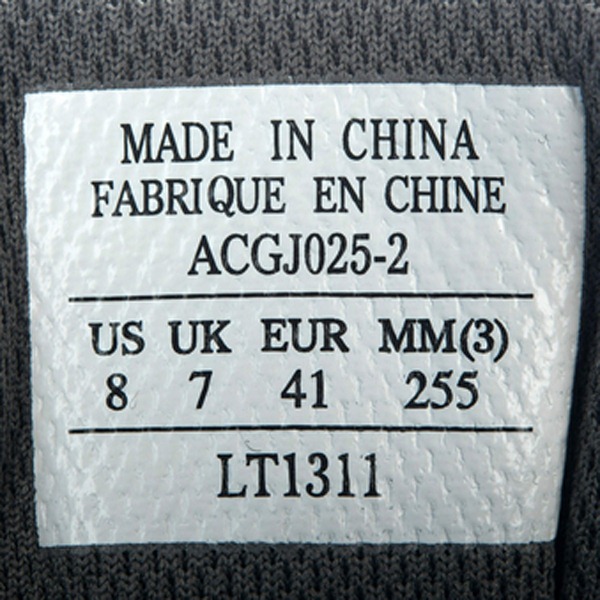 MADE IN CHINA
FABRIQUE EN CHINE
ACGJ025-2
US UK EUR MM(3)
8 7 41 255
LT1311